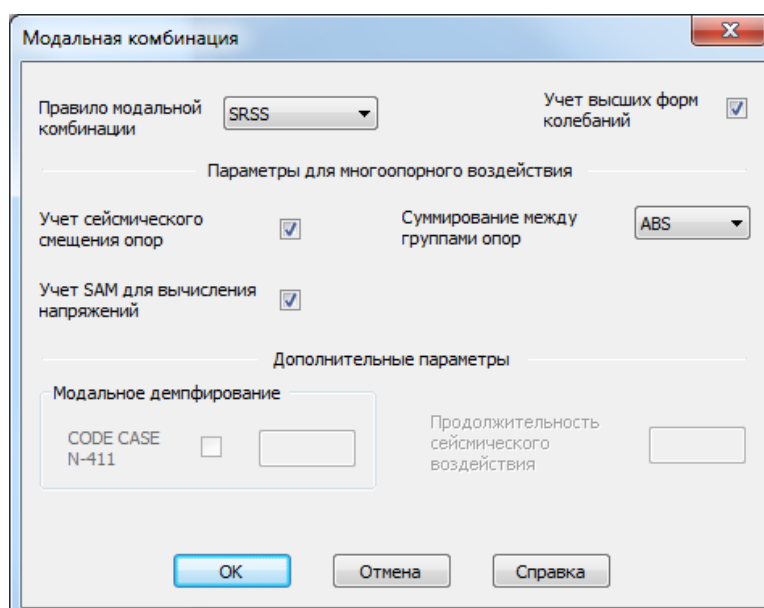 Модальная комбинация
Правило модальной
комбинации
SRSS
Учет высших форм
колебаний
Параметры для многоопорного воздействия
Учет сейсмического
смещения опор
Суммирование между
группами опор
ABS
Учет SAM для вычисления
напряжений
Дополнительные параметры
Модальное демпфирование
CODE CASE
N-411
Продолжительность
сейсмического
воздействия
OK
Отмена
Справка